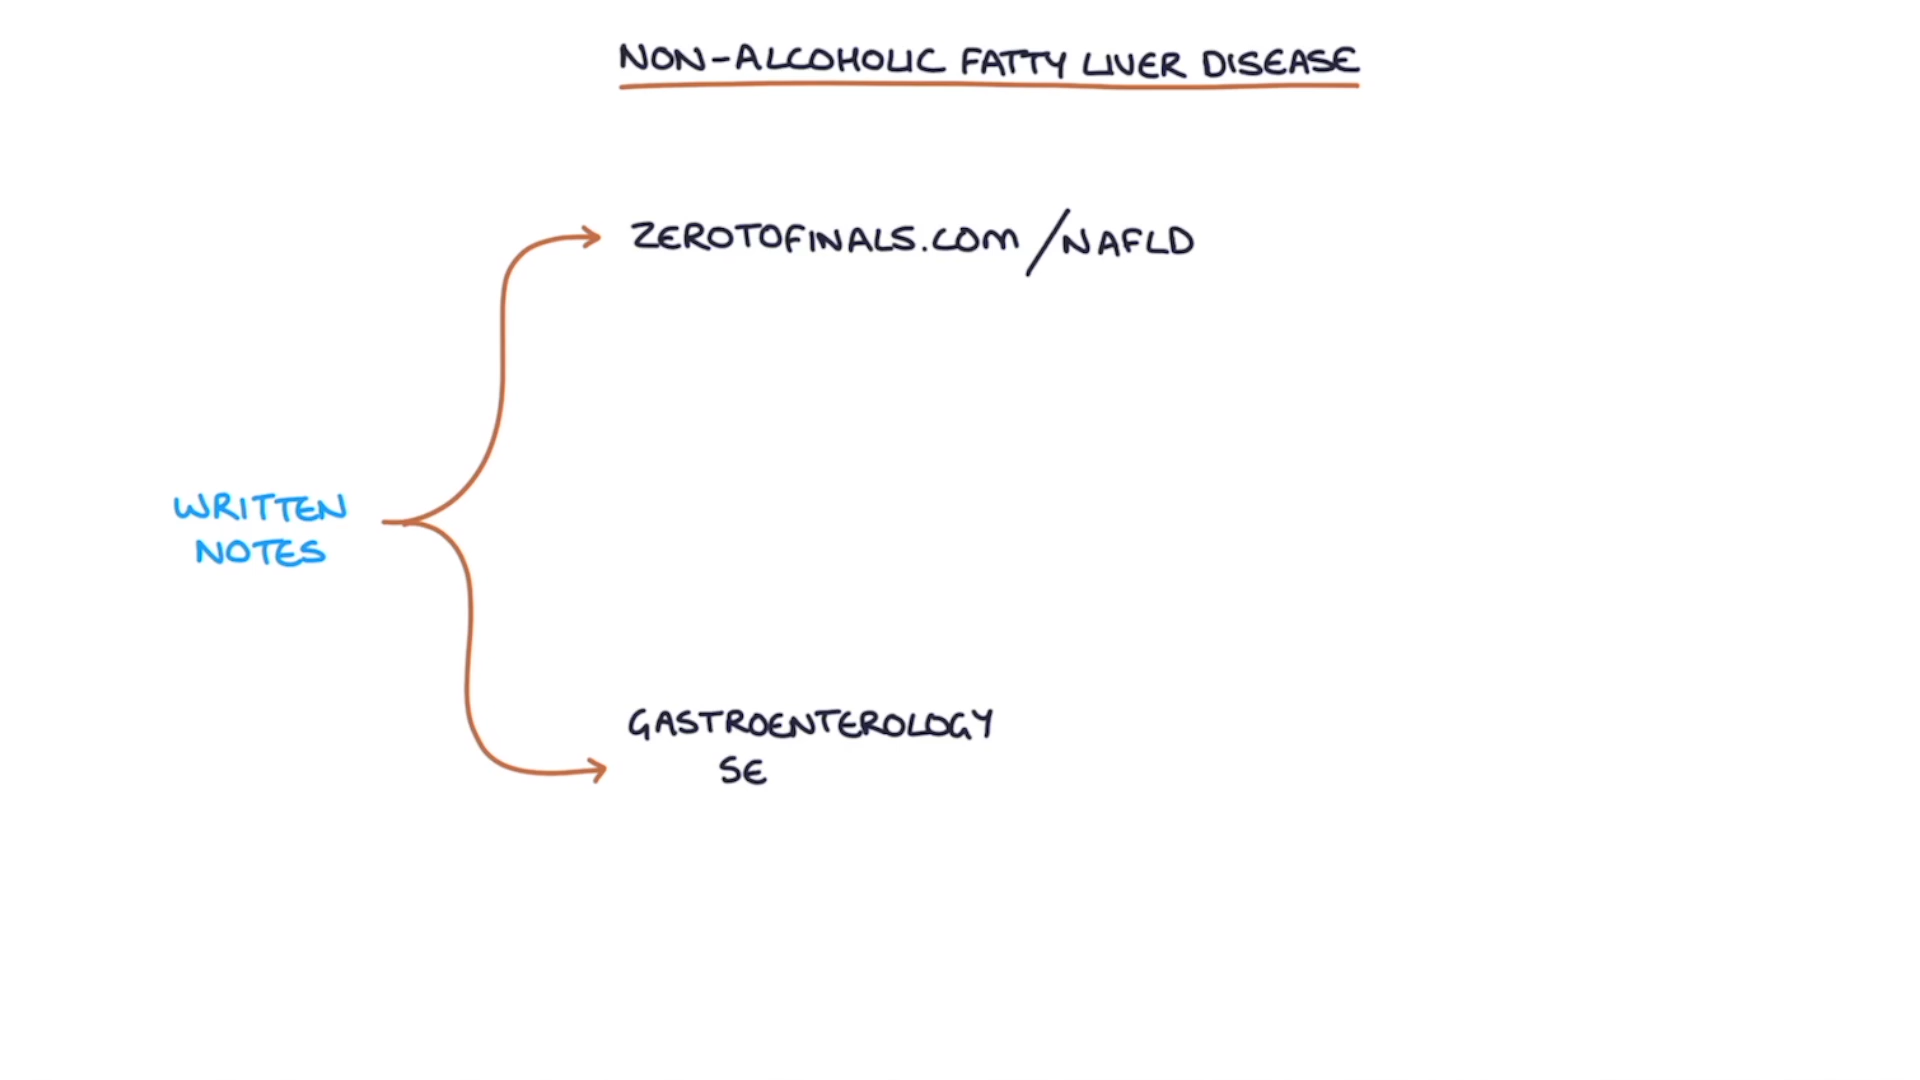 NON-ALCOHOLIC FATTY LIVER DISEASE
ZEROTOFINALS.COM/NAFLD
WRITTEN
NOTES
GASTROENTEROLOGY
SE